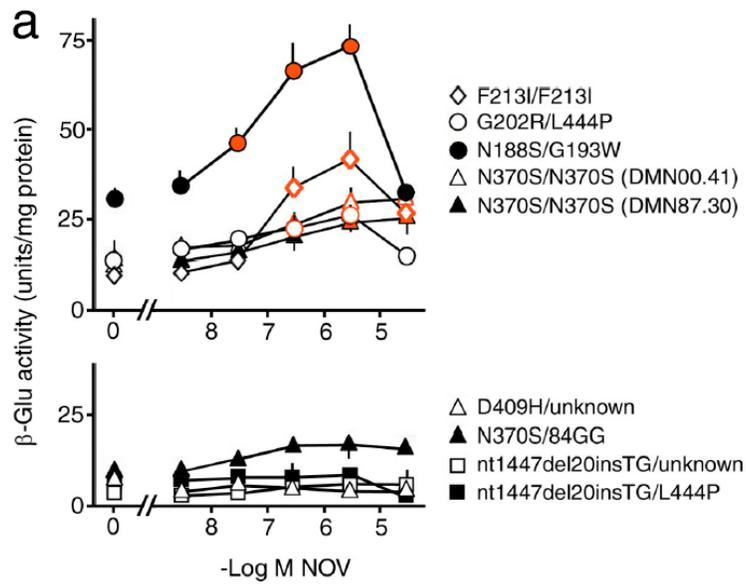 a
β-Glu activity (units/mg protein)
75
50
25
0
0 8 7 6 5
F213I/F213I
G202R/L444P
N188S/G193W
N370S/N370S (DMN00.41)
N370S/N370S (DMN87.30)
25
0
0 8 7 6 5
D409H/unknown
N370S/84GG
nt1447del20insTG/unknown
nt1447del20insTG/L444P
-Log M NOV